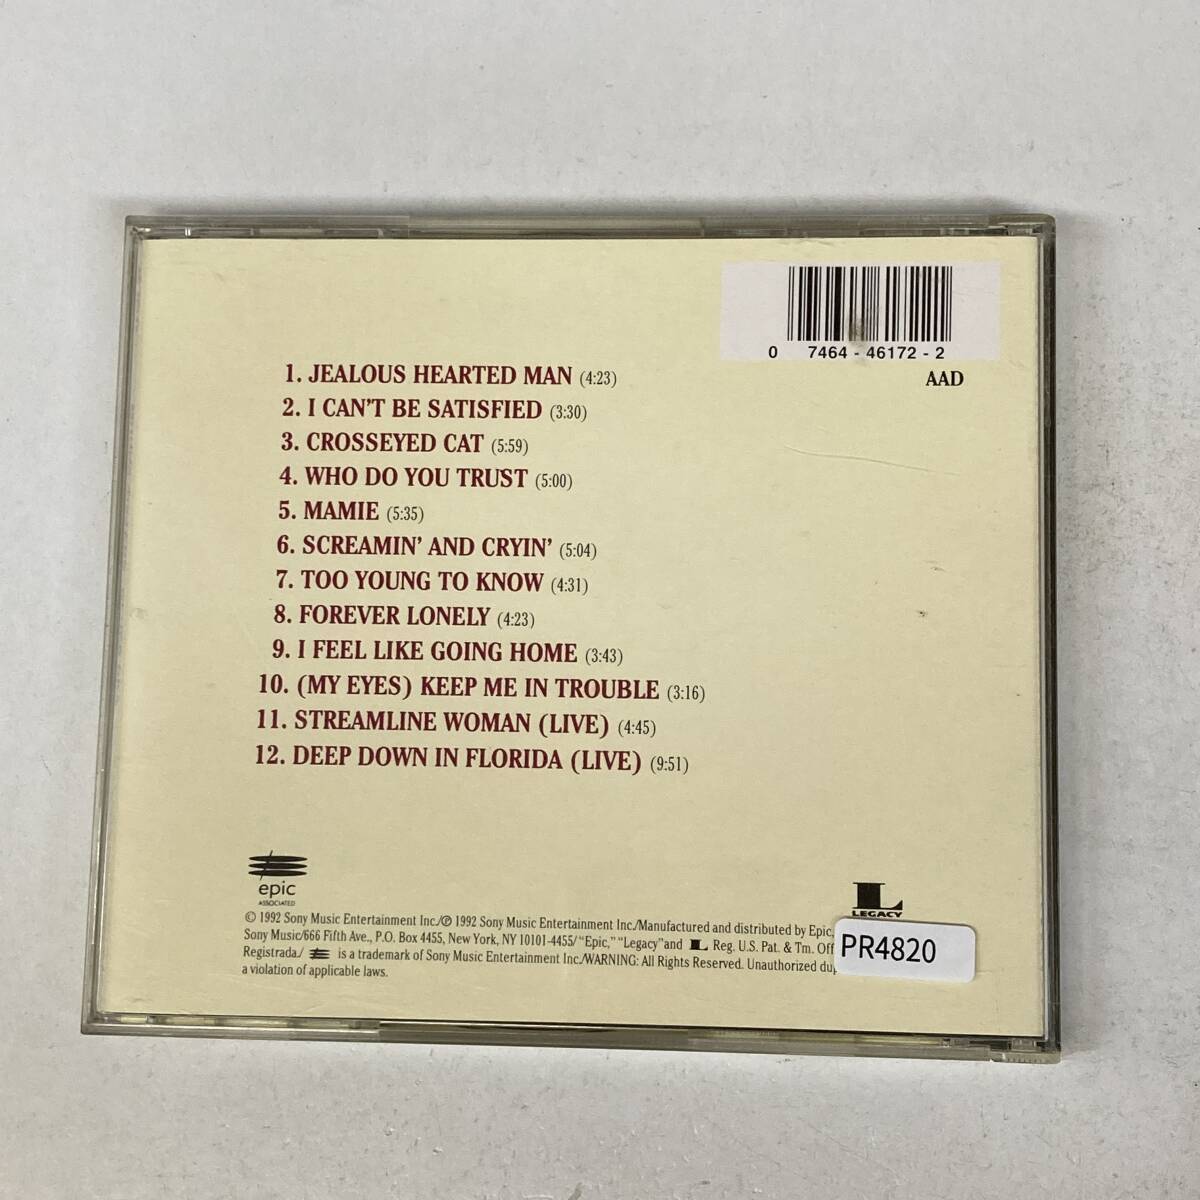 0 7464 - 46172 - 2
AAD
1. JEALOUS HEARTED MAN (4:23)
2. I CAN'T BE SATISFIED (3:30)
3. CROSSEYED CAT (5:59)
4. WHO DO YOU TRUST (5:00)
5. MAMIE (5:35)
6. SCREAMIN' AND CRYIN' (5:04)
7. TOO YOUNG TO KNOW (4:31)
8. FOREVER LONELY (4:23)
9. I FEEL LIKE GOING HOME (3:43)
10. (MY EYES) KEEP ME IN TROUBLE (3:16)
11. STREAMLINE WOMAN (LIVE) (4:45)
12. DEEP DOWN IN FLORIDA (LIVE) (9:51)
epic
ASSOCIATED
L
LEGACY
© 1992 Sony Music Entertainment Inc./℗ 1992 Sony Music Entertainment Inc./Manufactured and distributed by Epic,
Sony Music/666 Fifth Ave., P.O. Box 4455, New York, NY 10101-4455/ "Epic," "Legacy" and L Reg. U.S. Pat. & Tm. Off
Registrada./ is a trademark of Sony Music Entertainment Inc./WARNING: All Rights Reserved. Unauthorized
a violation of applicable laws.
PR4820